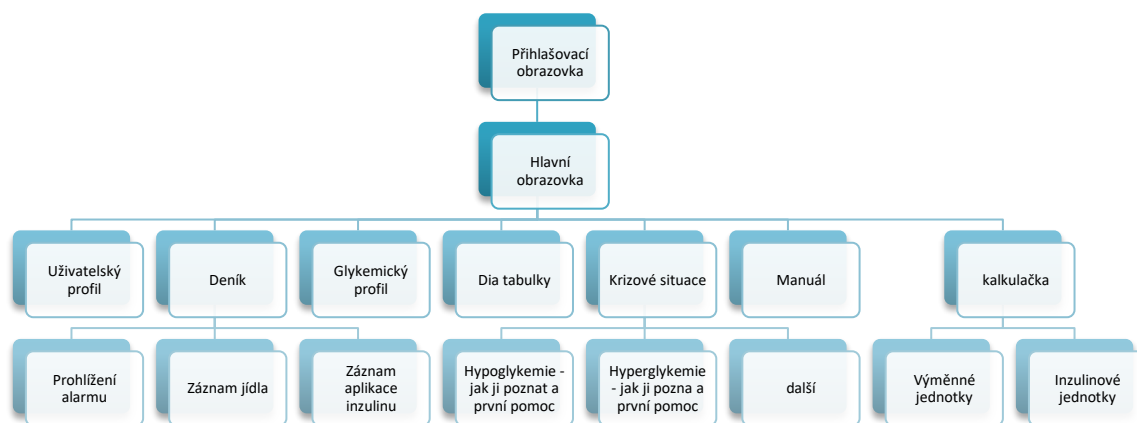 Přihlašovací
obrazovka
Hlavní
obrazovka
Uživatelský
profil
Deník
Glykemický
profil
Dia tabulky
Krizové situace
Manuál
kalkulačka
Prohlížení
alarmu
Záznam jídla
Záznam
aplikace
inzulinu
Hypoglykemie -
jak ji poznat a
první pomoc
Hyperglykemie
- jak ji pozna a
první pomoc
další
Výměnné
jednotky
Inzulinové
jednotky